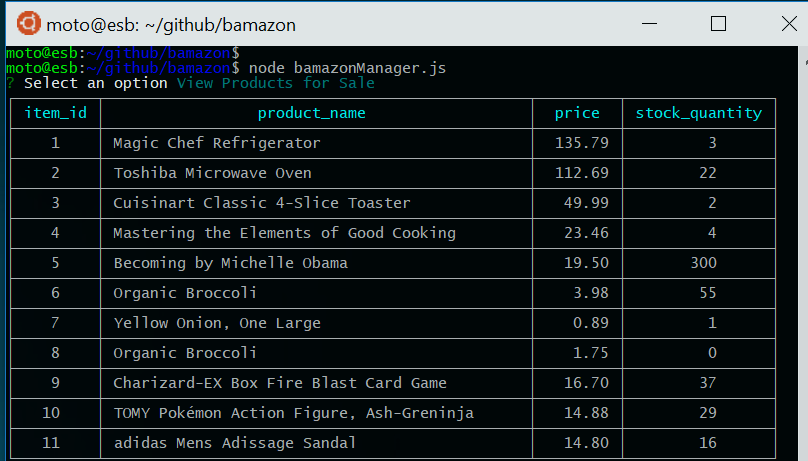 moto@esb: ~/github/bamazon
moto@esb:~/github/bamazon$
moto@esb:~/github/bamazon$ node bamazonManager.js
? Select an option View Products for Sale
item_id product_name price stock_quantity
1 Magic Chef Refrigerator 135.79 3
2 Toshiba Microwave Oven 112.69 22
3 Cuisinart Classic 4-Slice Toaster 49.99 2
4 Mastering the Elements of Good Cooking 23.46 4
5 Becoming by Michelle Obama 19.50 300
6 Organic Broccoli 3.98 55
7 Yellow Onion, One Large 0.89 1
8 Organic Broccoli 1.75 0
9 Charizard-EX Box Fire Blast Card Game 16.70 37
10 TOMY Pokémon Action Figure, Ash-Greninja 14.88 29
11 adidas Mens Adissage Sandal 14.80 16